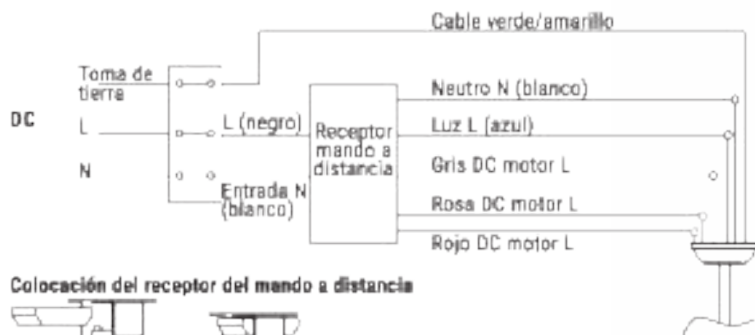 Cable verde/amarillo
Toma de
tierra
Neutro N (blanco)
DC
L
L (negro)
Receptor
mando a
distancia
Luz L (azul)
N
Gris DC motor L
Entrada N
(blanco)
Rosa DC motor L
Rojo DC motor L
Colocación del receptor del mando a distancia